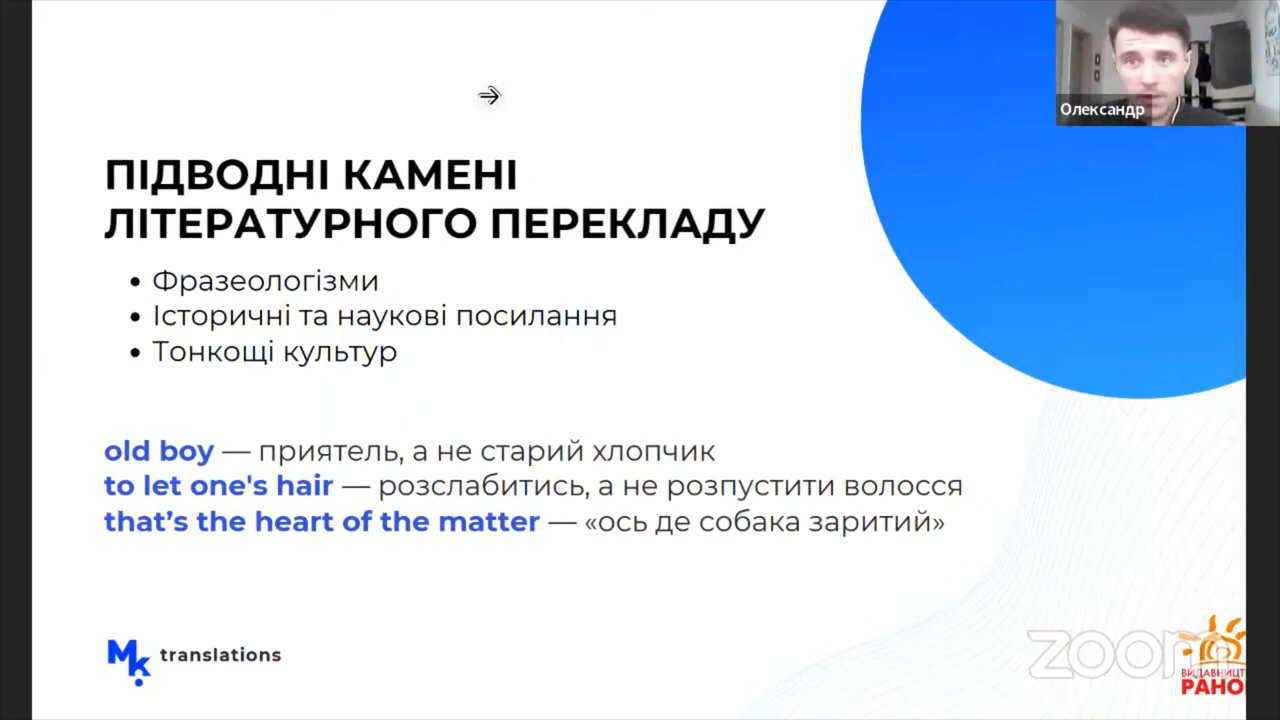 Олександр
ПІДВОДНІ КАМЕНІ
ЛІТЕРАТУРНОГО ПЕРЕКЛАДУ
• Фразеологізми
• Історичні та наукові посилання
• Тонкощі культур
old boy — приятель, а не старий хлопчик
to let one's hair — розслабитись, а не розпустити волосся
that’s the heart of the matter — «ось де собака заритий»
Mk translations
zoom
ВИДАВНИЦТ
РАНО